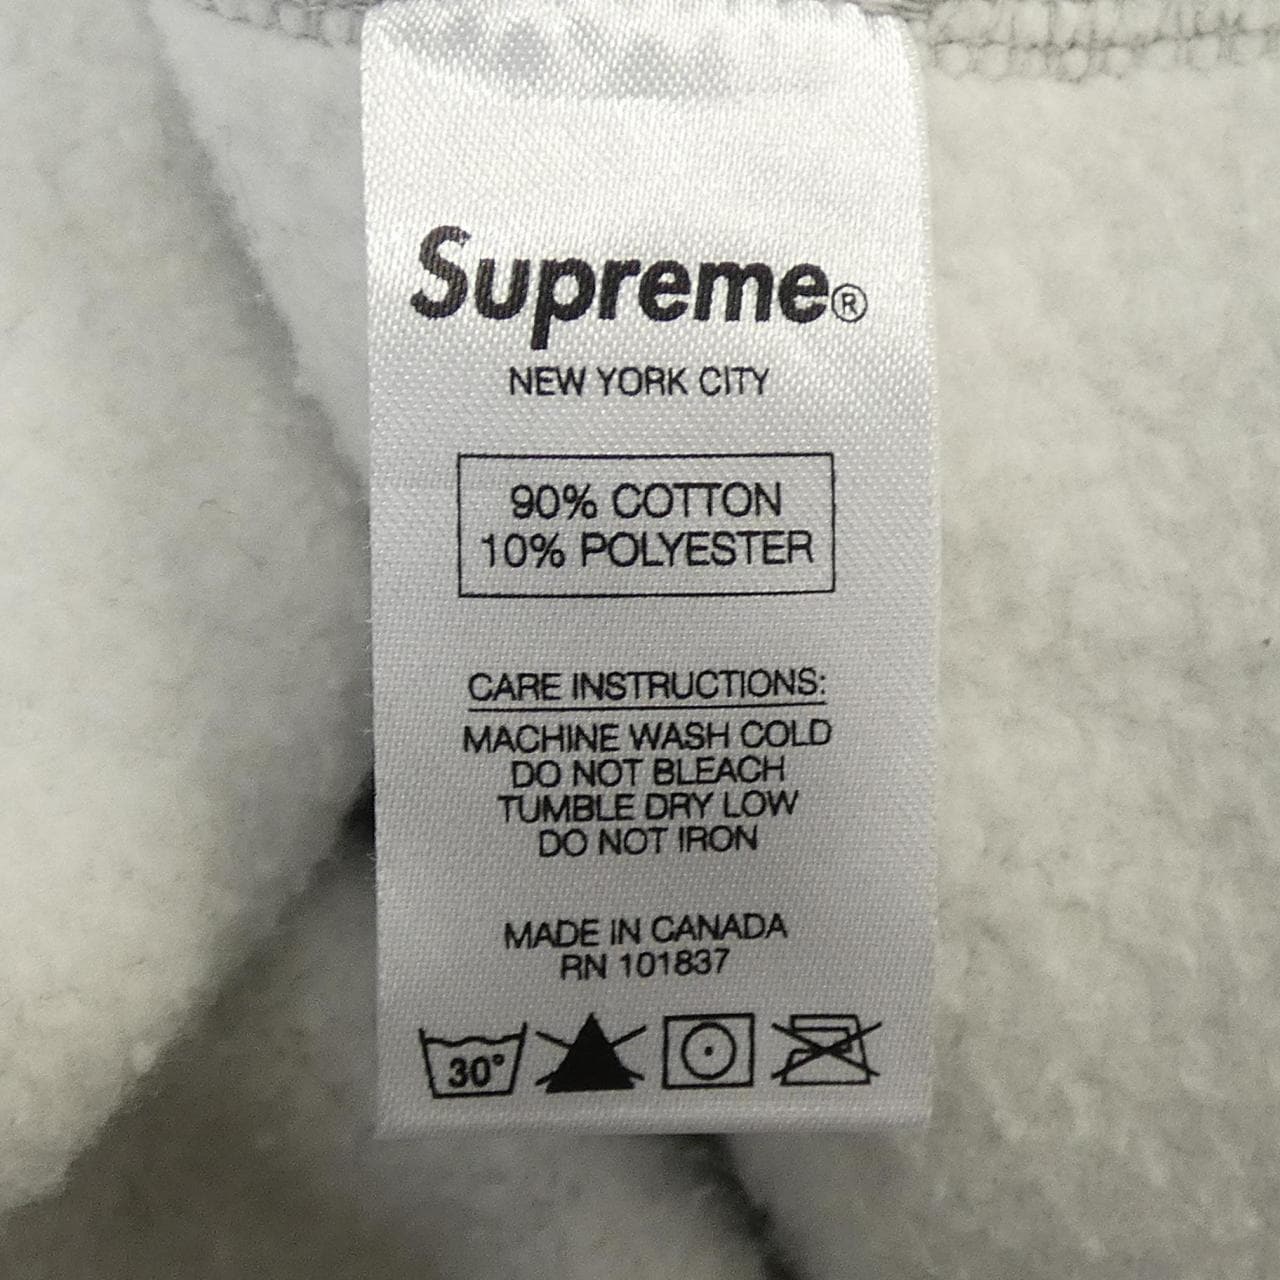 Supreme®
NEW YORK CITY
90% COTTON
10% POLYESTER
CARE INSTRUCTIONS:
MACHINE WASH COLD
DO NOT BLEACH
TUMBLE DRY LOW
DO NOT IRON
MADE IN CANADA
RN 101837
30°